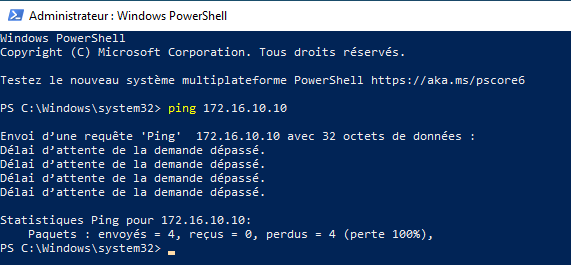 Administrateur : Windows PowerShell
Windows PowerShell
Copyright (C) Microsoft Corporation. Tous droits réservés.
Testez le nouveau système multiplateforme PowerShell https://aka.ms/pscore6
PS C:\Windows\system32> ping 172.16.10.10
Envoi d’une requête 'Ping'  172.16.10.10 avec 32 octets de données :
Délai d’attente de la demande dépassé.
Délai d’attente de la demande dépassé.
Délai d’attente de la demande dépassé.
Délai d’attente de la demande dépassé.
Statistiques Ping pour 172.16.10.10:
    Paquets : envoyés = 4, reçus = 0, perdus = 4 (perte 100%),
PS C:\Windows\system32>